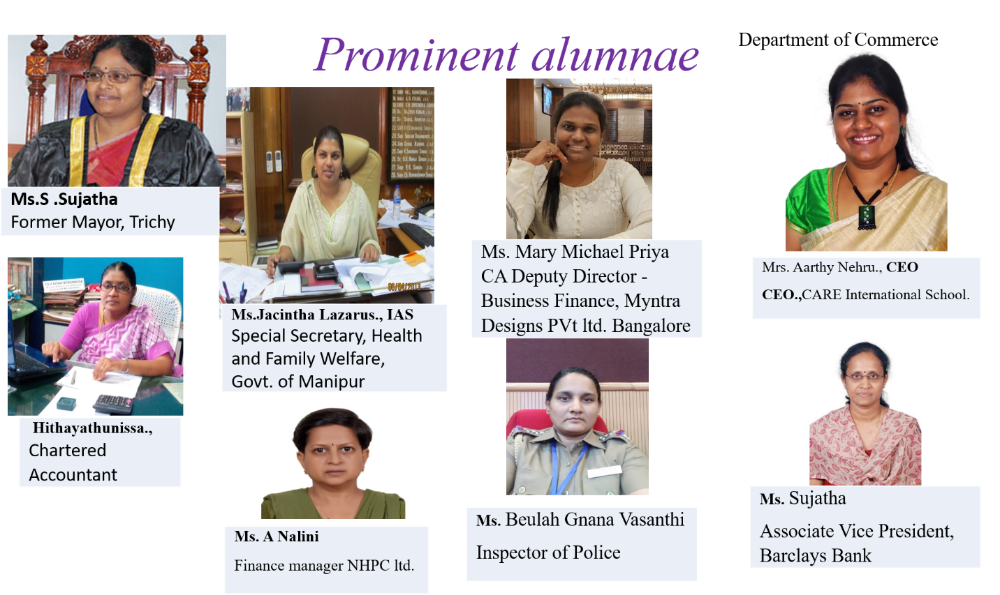 Prominent alumnae
Department of Commerce
Ms.S .Sujatha
Former Mayor, Trichy
Ms.Jacintha Lazarus., IAS
Special Secretary, Health
and Family Welfare,
Govt. of Manipur
06/04/2013
Ms. Mary Michael Priya
CA Deputy Director -
Business Finance, Myntra
Designs PVt ltd. Bangalore
Mrs. Aarthy Nehru., CEO
CEO.,CARE International School.
Hithayathunissa.,
Chartered
Accountant
Ms. A Nalini
Finance manager NHPC ltd.
Ms. Beulah Gnana Vasanthi
Inspector of Police
Ms. Sujatha
Associate Vice President,
Barclays Bank